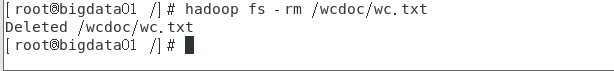 [root@bigdata01 /]# hadoop fs -rm /wcdoc/wc.txt
Deleted /wcdoc/wc.txt
[root@bigdata01 /]#